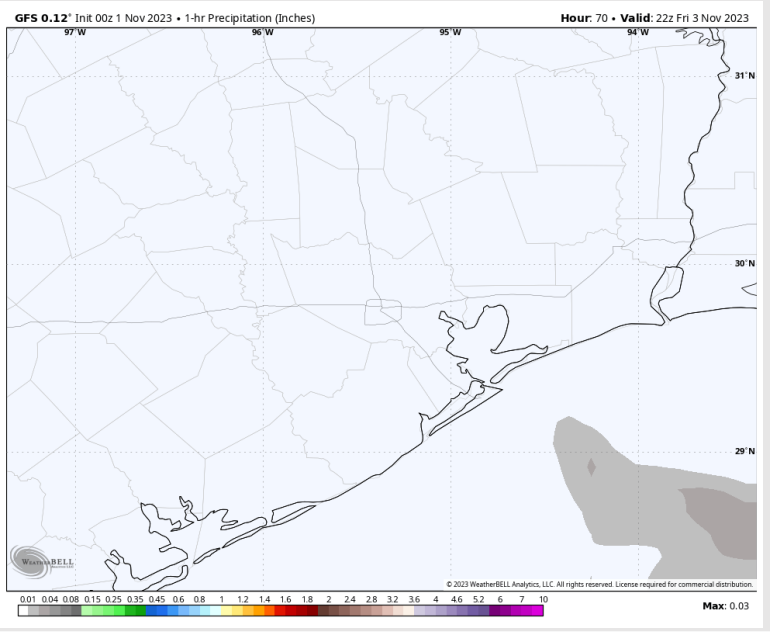 GFS 0.12° Init 00z 1 Nov 2023 • 1-hr Precipitation (Inches) Hour: 70 • Valid: 22z Fri 3 Nov 2023
97°W 96°W 95°W 94°W
31°N
30°N
29°N
WEATHERBELL
© 2023 WeatherBELL Analytics, LLC. All rights reserved. License required for commercial distribution.
0.01 0.04 0.08 0.15 0.25 0.35 0.45 0.6 0.8 1 1.2 1.4 1.6 1.8 2 2.4 2.8 3.2 3.6 4 4.6 5.2 6 7 10 Max: 0.03